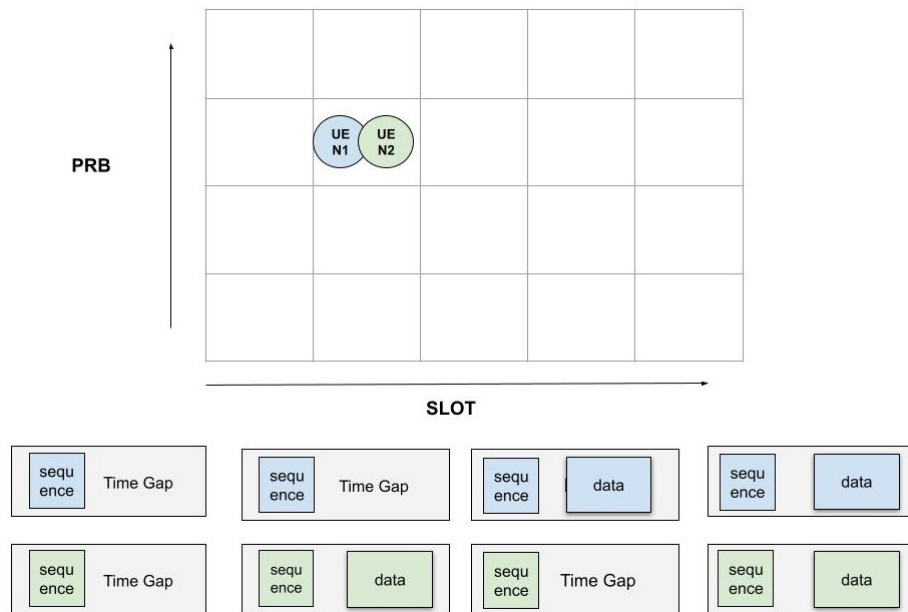 PRB
UE
N1
UE
N2
SLOT
sequ
ence
Time Gap
sequ
ence
Time Gap
sequ
ence
data
sequ
ence
data
sequ
ence
Time Gap
sequ
ence
data
sequ
ence
Time Gap
sequ
ence
data